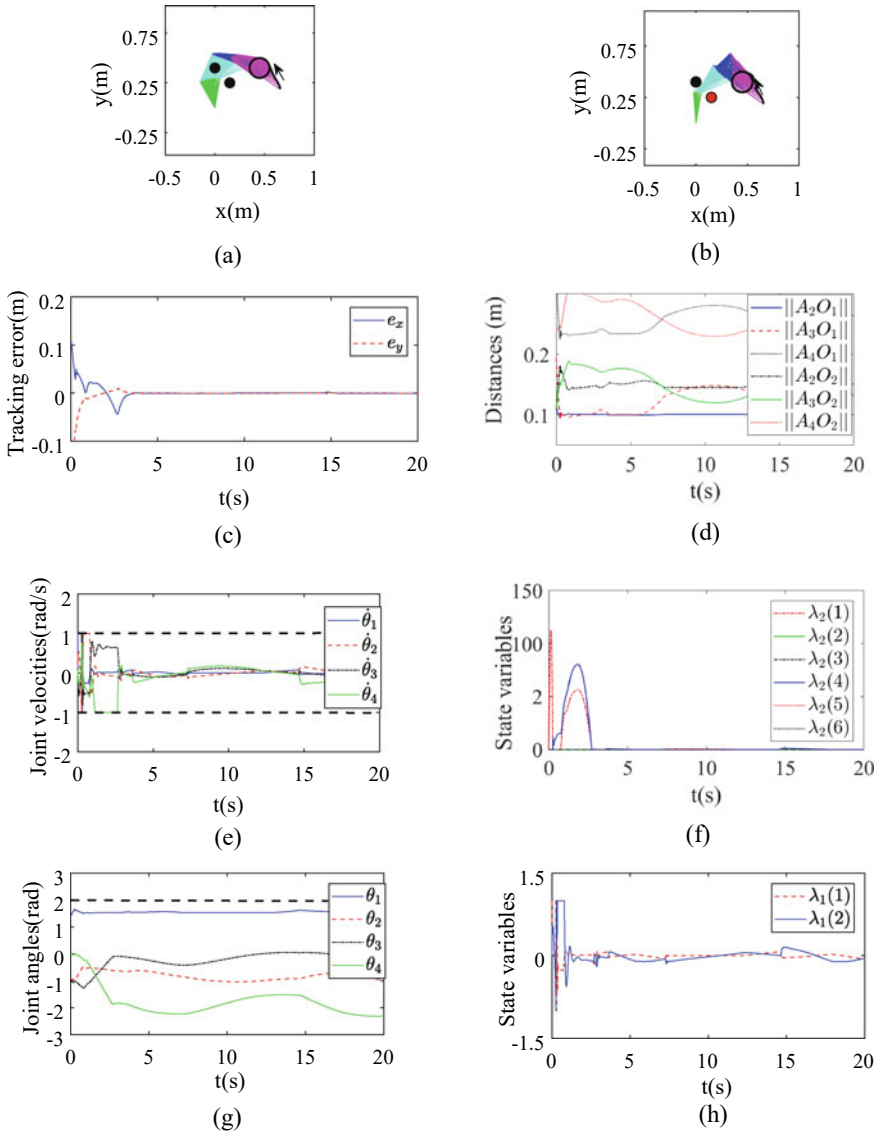 0.75
0.25
-0.25
y(m)
-0.5 0 0.5 1
x(m)
(a)
0.75
0.25
-0.25
y(m)
-0.5 0 0.5 1
x(m)
(b)
0.2
0.1
0
-0.1
Tracking error(m)
e_x
e_y
0 5 10 15 20
t(s)
(c)
0.2
0.1
Distances (m)
||A_2O_1||
||A_3O_1||
||A_4O_1||
||A_2O_2||
||A_3O_2||
||A_4O_2||
0 5 10 15 20
t(s)
(d)
2
1
0
-1
-2
Joint velocities(rad/s)
θ̇_1
θ̇_2
θ̇_3
θ̇_4
0 5 10 15 20
t(s)
(e)
150
100
2
0
State variables
λ_2(1)
λ_2(2)
λ_2(3)
λ_2(4)
λ_2(5)
λ_2(6)
0 5 10 15 20
t(s)
(f)
3
2
1
0
-1
-2
-3
Joint angles(rad)
θ_1
θ_2
θ_3
θ_4
0 5 10 15 20
t(s)
(g)
1.5
0
-1.5
State variables
λ_1(1)
λ_1(2)
0 5 10 15 20
t(s)
(h)